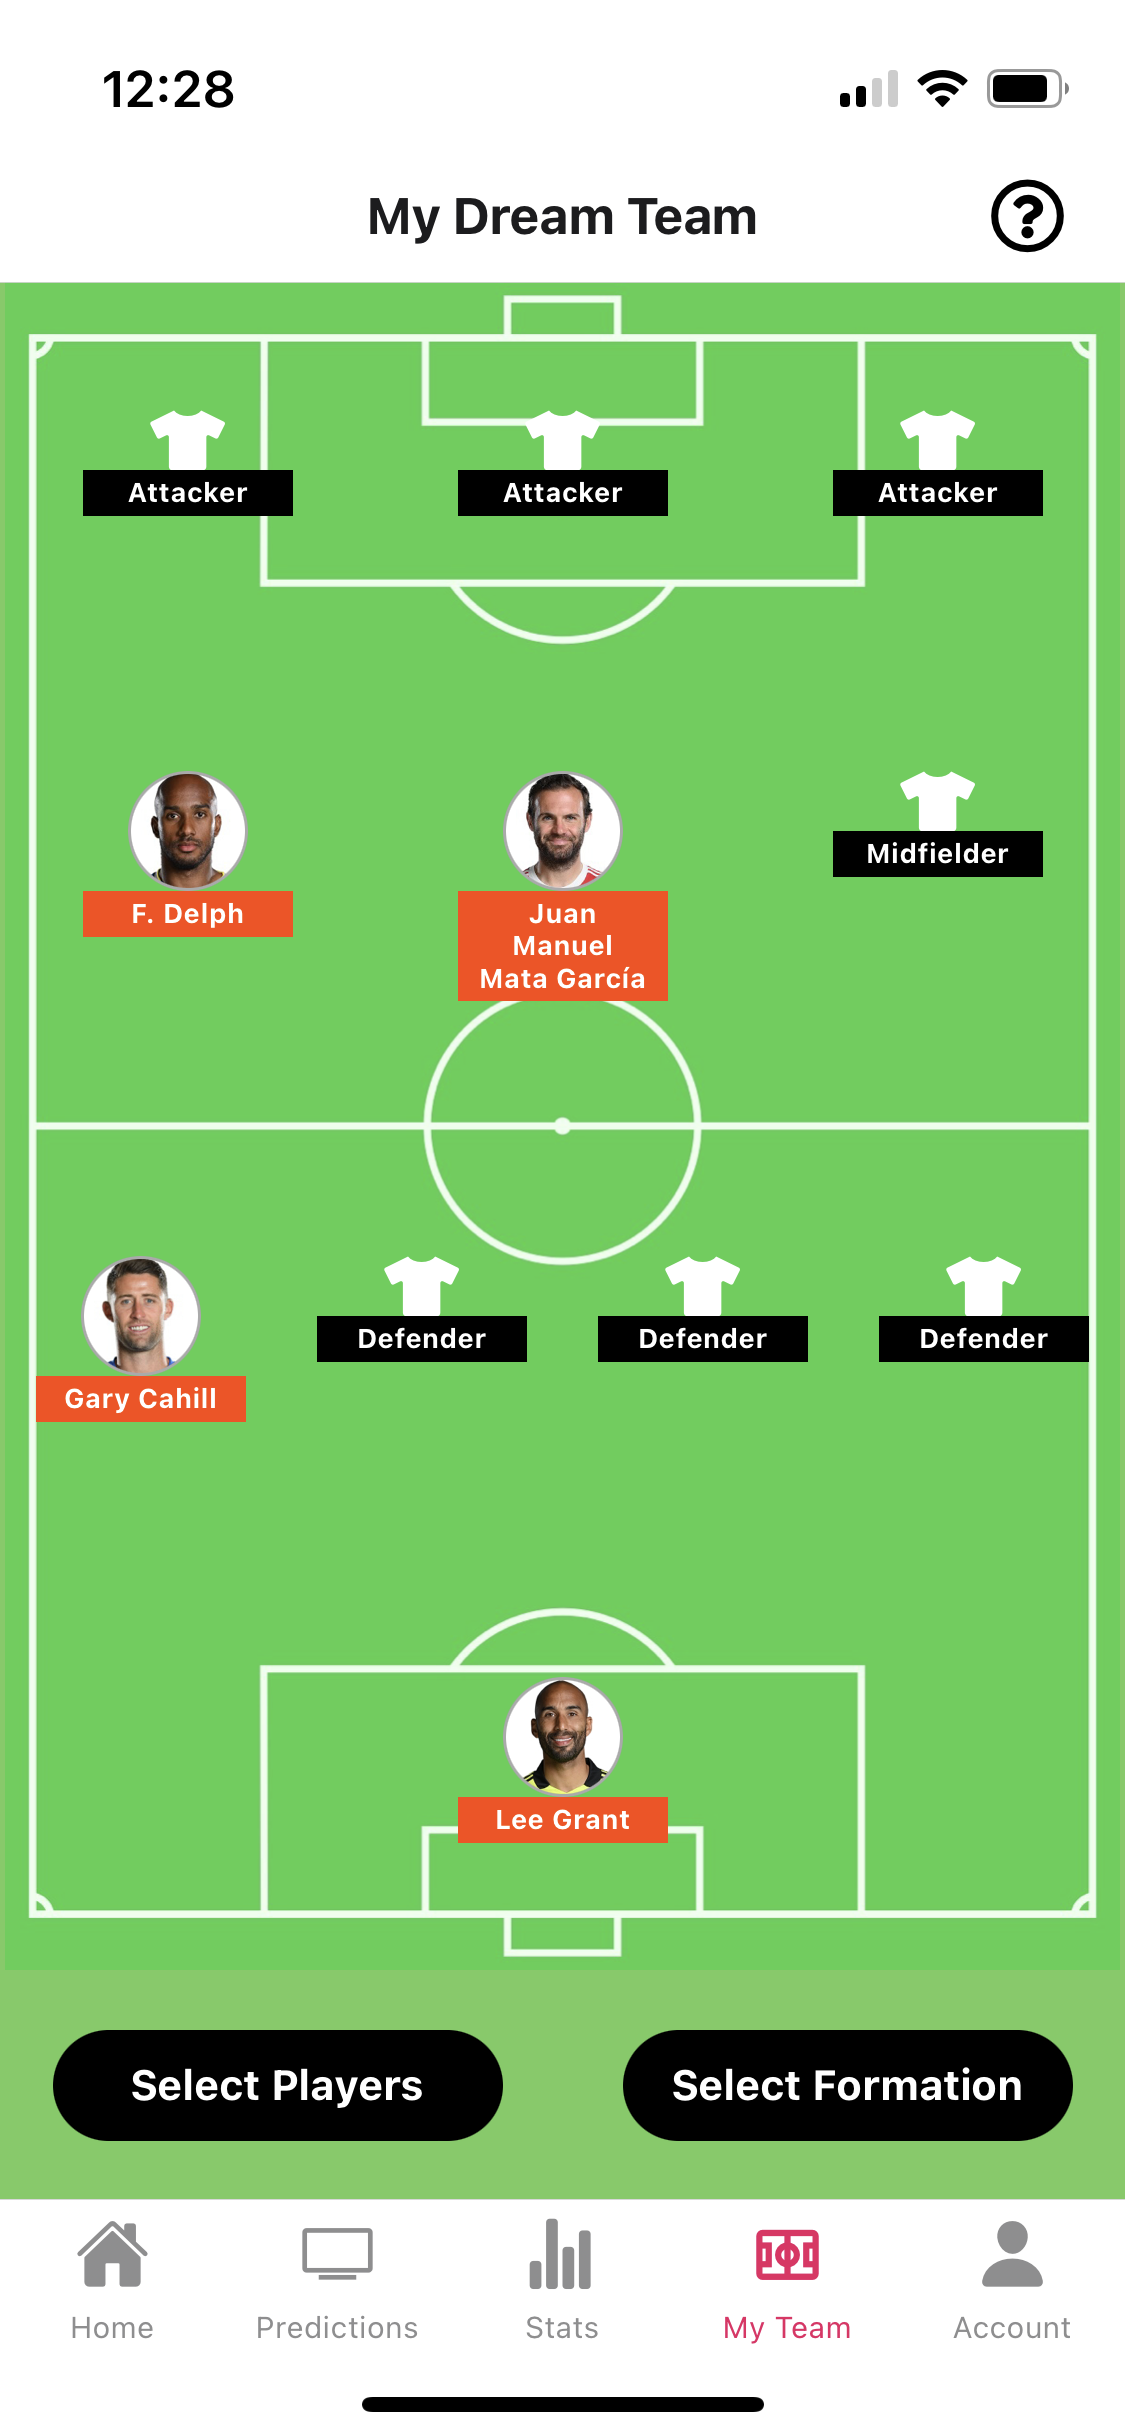 12:28
My Dream Team
Attacker
Attacker
Attacker
F. Delph
Juan
Manuel
Mata García
Midfielder
Gary Cahill
Defender
Defender
Defender
Lee Grant
Select Players
Select Formation
Home
Predictions
Stats
My Team
Account